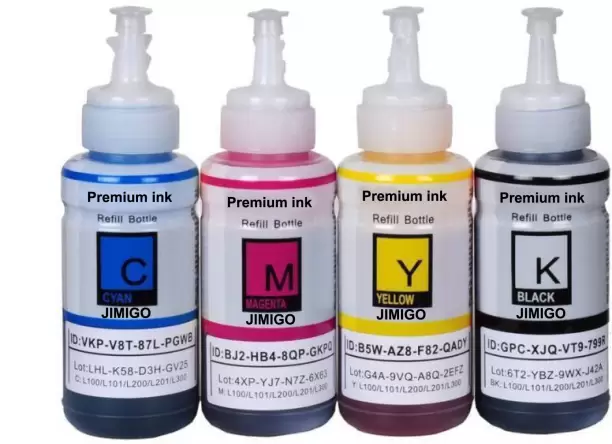 Premium ink
Refill Bottle
C
CYAN
JIMIGO
ID:VKP-V8T-87L-PGWB
Lot:LHL-K58-D3H-GV25
C:L100/L101/L200/L201/L300
Premium ink
Refill Bottle
M
MAGENTA
JIMIGO
ID:BJ2-HB4-8QP-GKPQ
Lot:4XP-YJ7-N7Z-6X63
M:L100/L101/L200/L201/L300
Premium ink
Refill Bottle
Y
YELLOW
JIMIGO
ID:B5W-AZ8-F82-QADY
Lot:G4A-9VQ-A8Q-2EFZ
Y:L100/L101/L200/L201/L300
Premium ink
Refill Bottle
K
BLACK
JIMIGO
ID:GPC-XJQ-VT9-799R
Lot:6T2-YBZ-9WX-J42A
BK:L100/L101/L200/L201/L300